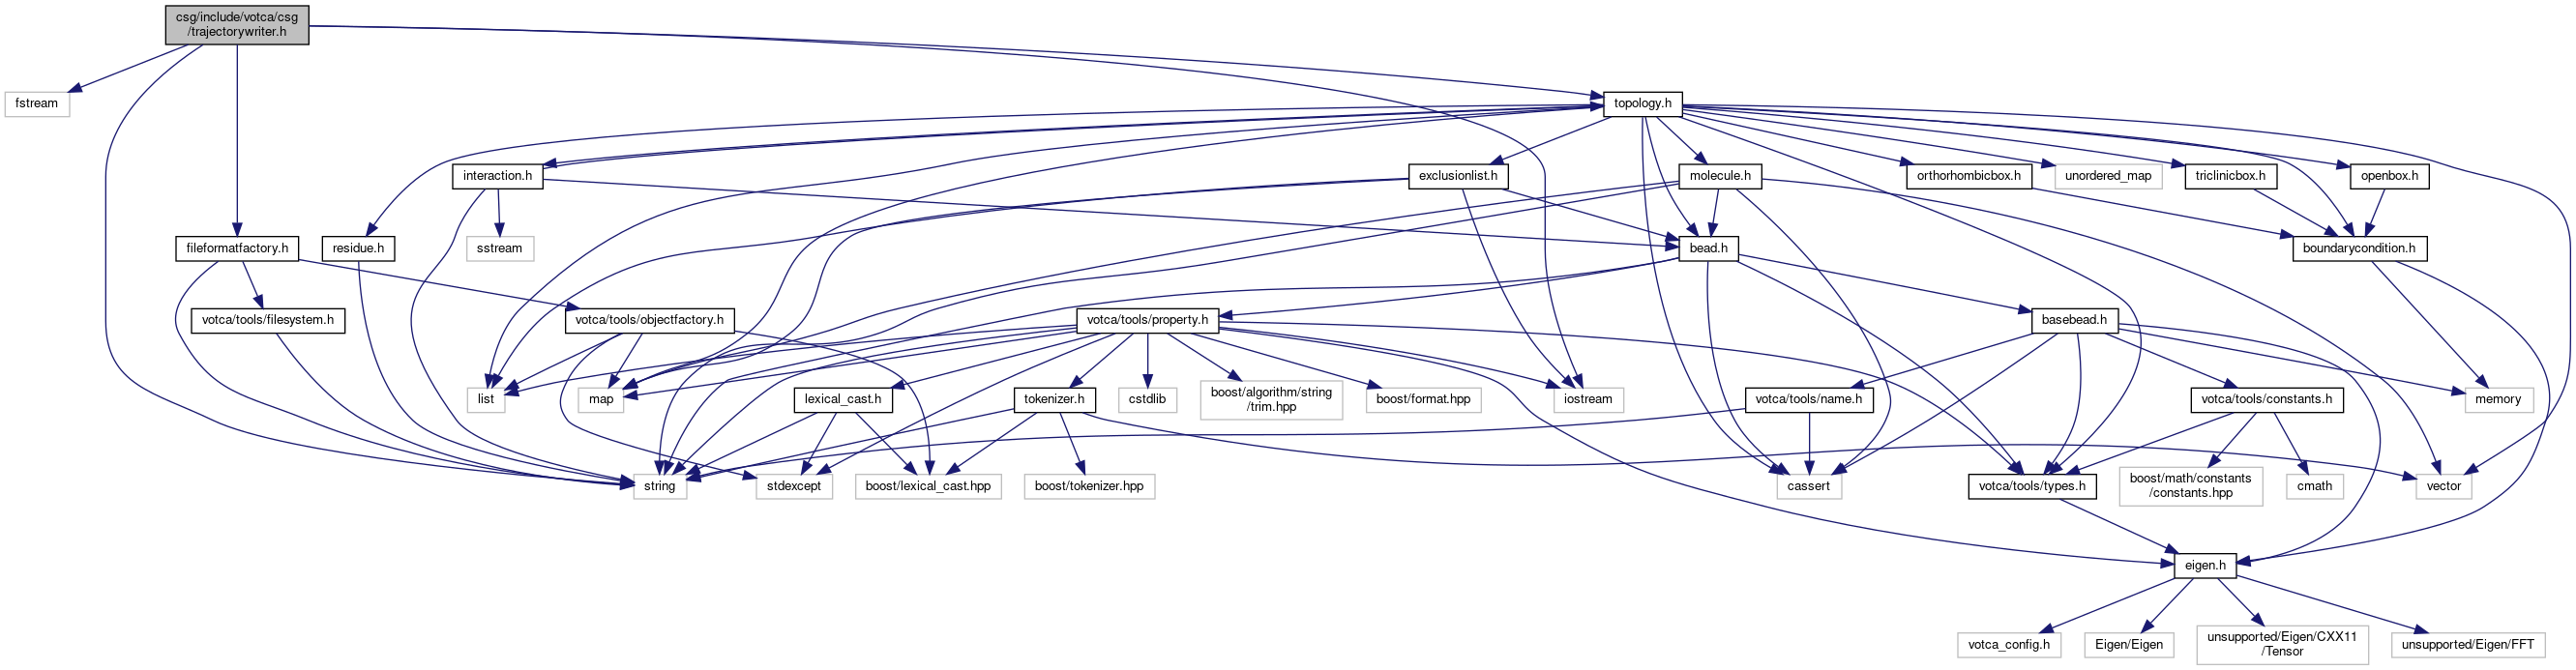 csg/include/votca/csg
/trajectorywriter.h
fstream
topology.h
interaction.h
exclusionlist.h
molecule.h
orthorhombicbox.h
unordered_map
triclinicbox.h
openbox.h
fileformatfactory.h
residue.h
sstream
bead.h
boundarycondition.h
votca/tools/filesystem.h
votca/tools/objectfactory.h
votca/tools/property.h
basebead.h
list
map
lexical_cast.h
tokenizer.h
cstdlib
boost/algorithm/string
/trim.hpp
boost/format.hpp
iostream
votca/tools/name.h
votca/tools/constants.h
memory
string
stdexcept
boost/lexical_cast.hpp
boost/tokenizer.hpp
cassert
votca/tools/types.h
boost/math/constants
/constants.hpp
cmath
vector
eigen.h
votca_config.h
Eigen/Eigen
unsupported/Eigen/CXX11
/Tensor
unsupported/Eigen/FFT